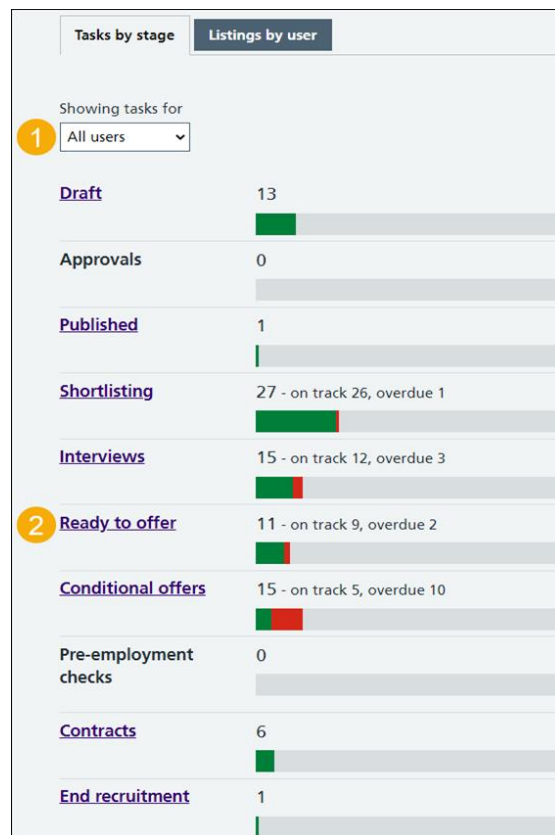 Tasks by stage
Listings by user
Showing tasks for
1
All users
Draft
13
Approvals
0
Published
1
Shortlisting
27 - on track 26, overdue 1
Interviews
15 - on track 12, overdue 3
2
Ready to offer
11 - on track 9, overdue 2
Conditional offers
15 - on track 5, overdue 10
Pre-employment
checks
0
Contracts
6
End recruitment
1